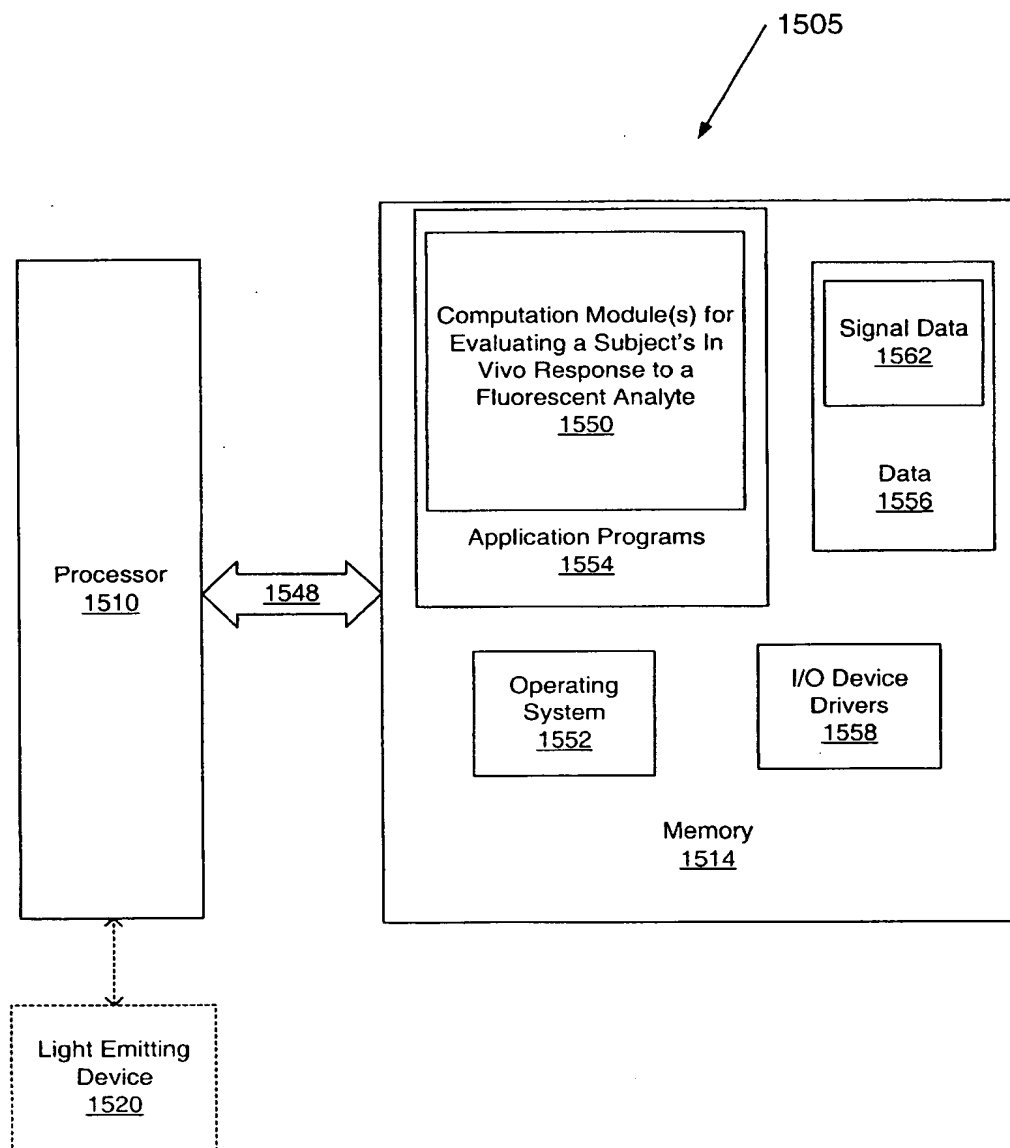 1505
Computation Module(s) for
Evaluating a Subject's In
Vivo Response to a
Fluorescent Analyte
1550
Application Programs
1554
Signal Data
1562
Data
1556
Processor
1510
1548
Operating
System
1552
I/O Device
Drivers
1558
Memory
1514
Light Emitting
Device
1520